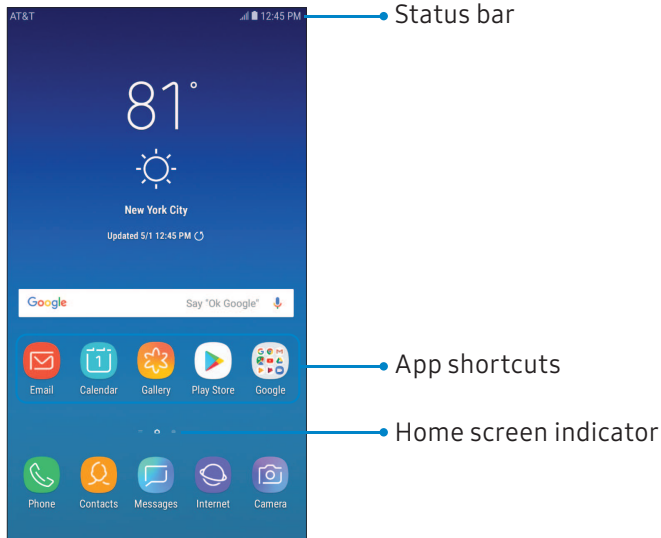 AT&T 12:45 PM
Status bar
81°
New York City
Updated 5/1 12:45 PM
Google Say "Ok Google"
1
Email Calendar Gallery Play Store Google
App shortcuts
Home screen indicator
Phone Contacts Messages Internet Camera